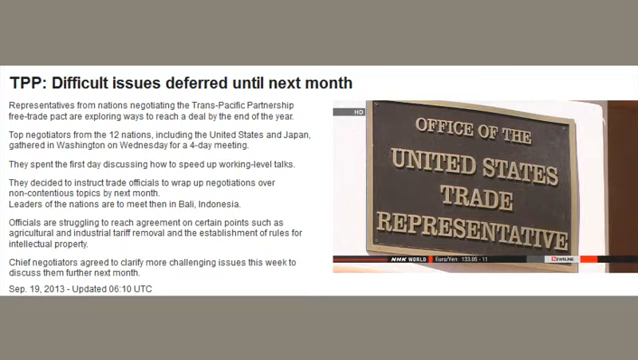 TPP: Difficult issues deferred until next month
Representatives from nations negotiating the Trans-Pacific Partnership
free-trade pact are exploring ways to reach a deal by the end of the year.
Top negotiators from the 12 nations, including the United States and Japan,
gathered in Washington on Wednesday for a 4-day meeting.
They spent the first day discussing how to speed up working-level talks.
They decided to instruct trade officials to wrap up negotiations over
non-contentious topics by next month.
Leaders of the nations are to meet then in Bali, Indonesia.
Officials are struggling to reach agreement on certain points such as
agricultural and industrial tariff removal and the establishment of rules for
intellectual property.
Chief negotiators agreed to clarify more challenging issues this week to
discuss them further next month.
Sep. 19, 2013 - Updated 06:10 UTC
HD
OFFICE OF THE
UNITED STATES
TRADE
REPRESENTATIVE
NHK WORLD Euro/Yen 133.05 - 11 NEWSLINE